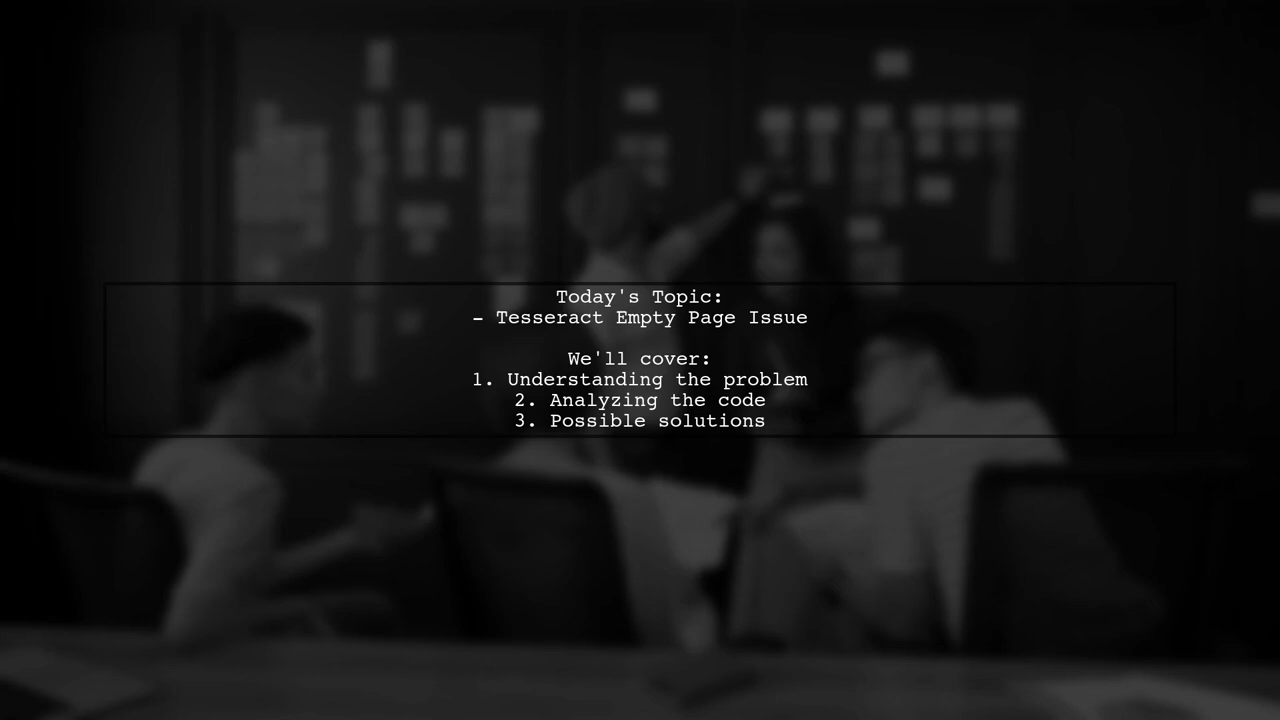 Today's Topic:
- Tesseract Empty Page Issue
We'll cover:
1. Understanding the problem
2. Analyzing the code
3. Possible solutions